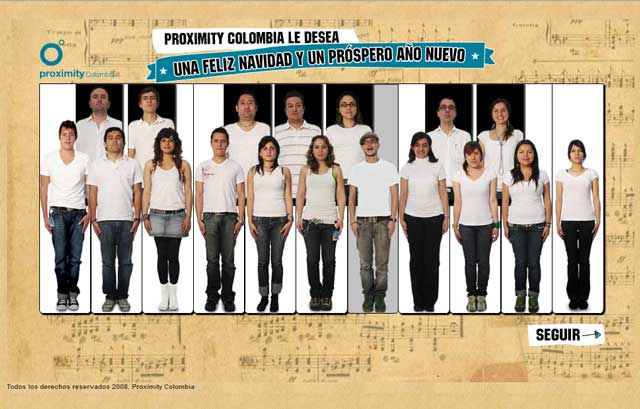 PROXIMITY COLOMBIA LE DESEA
UNA FELIZ NAVIDAD Y UN PRÓSPERO AÑO NUEVO
proximity Colombia
SEGUIR
Todos los derechos reservados 2008. Proximity Colombia